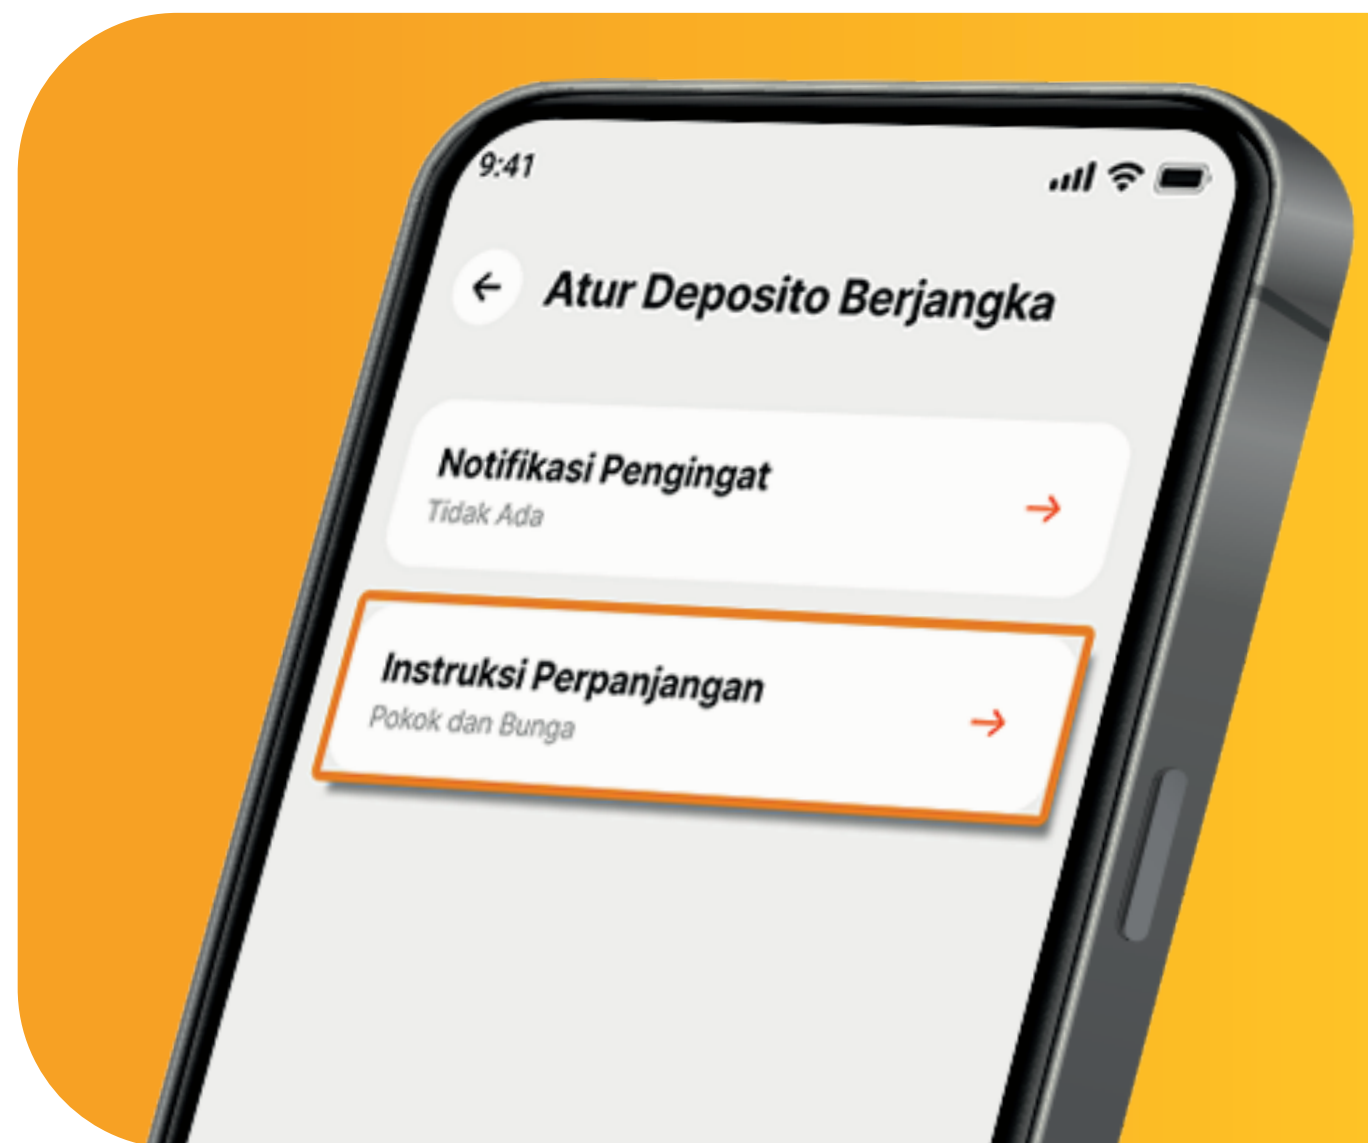 9:41
Atur Deposito Berjangka
Notifikasi Pengingat
Tidak Ada
Instruksi Perpanjangan
Pokok dan Bunga